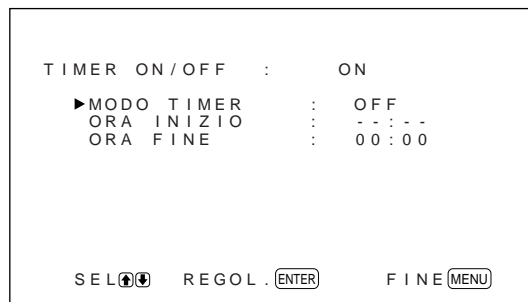 TIMER ON/OFF : ON
▶MODO TIMER : OFF
ORA INIZIO : --:--
ORA FINE : 00:00
SEL⬆⬇ REGOL. ENTER FINE MENU